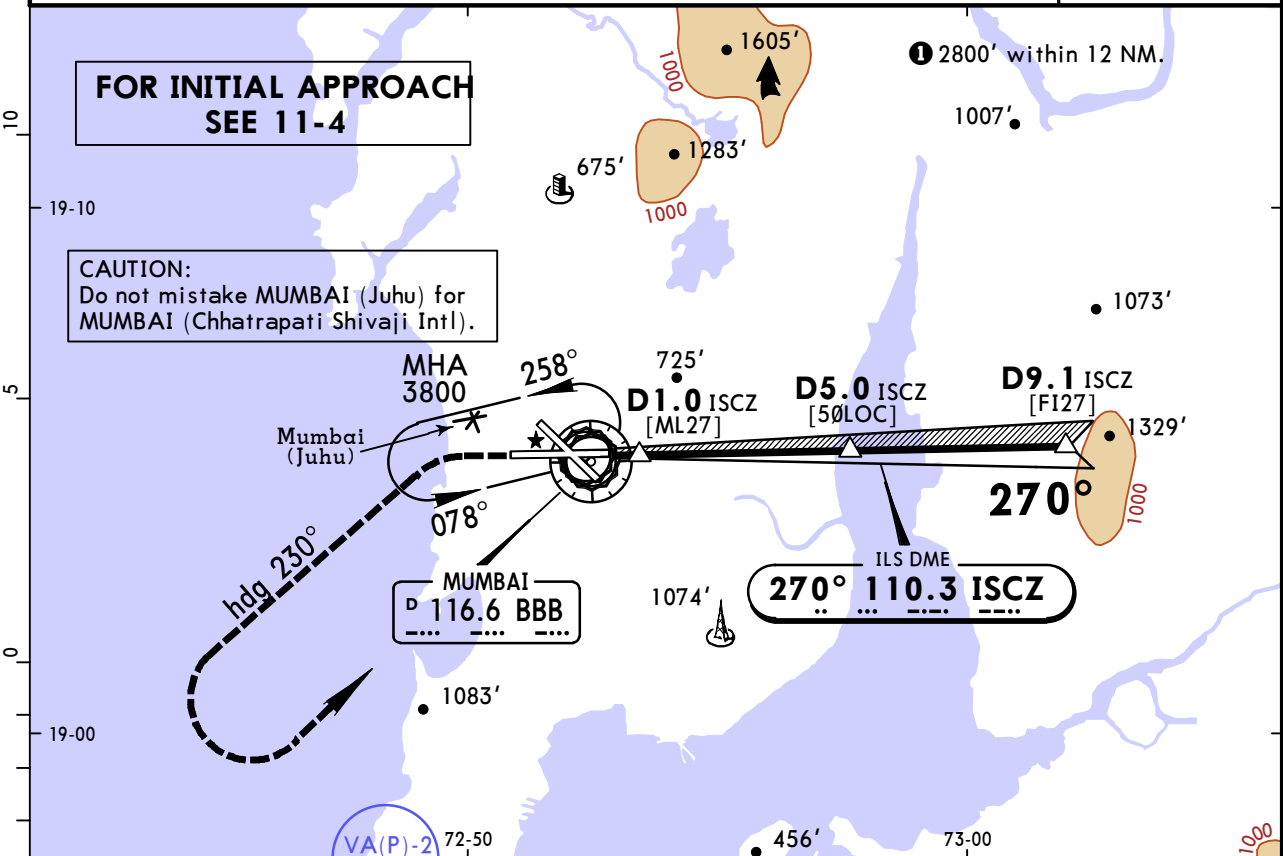 1605'
1000
❶ 2800' within 12 NM.
FOR INITIAL APPROACH
SEE 11-4
10
1007'
1283'
675'
19-10
1000
CAUTION:
Do not mistake MUMBAI (Juhu) for
MUMBAI (Chhatrapati Shivaji Intl).
1073'
MHA
3800
258°
725'
5
D1.0 ISCZ
[ML27]
D5.0 ISCZ
[50LOC]
D9.1 ISCZ
[FI27]
1329'
Mumbai
(Juhu)
270
1000
078°
hdg 230°
MUMBAI
D 116.6 BBB
ILS DME
270° 110.3 ISCZ
1074'
0
1083'
19-00
VA(P)-2
72-50
456'
73-00
1000